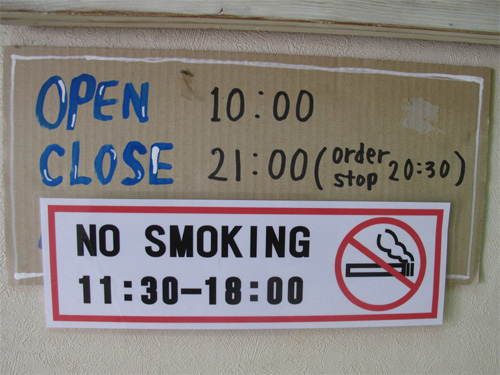 OPEN 10:00
CLOSE 21:00 (order stop 20:30)
NO SMOKING
11:30-18:00